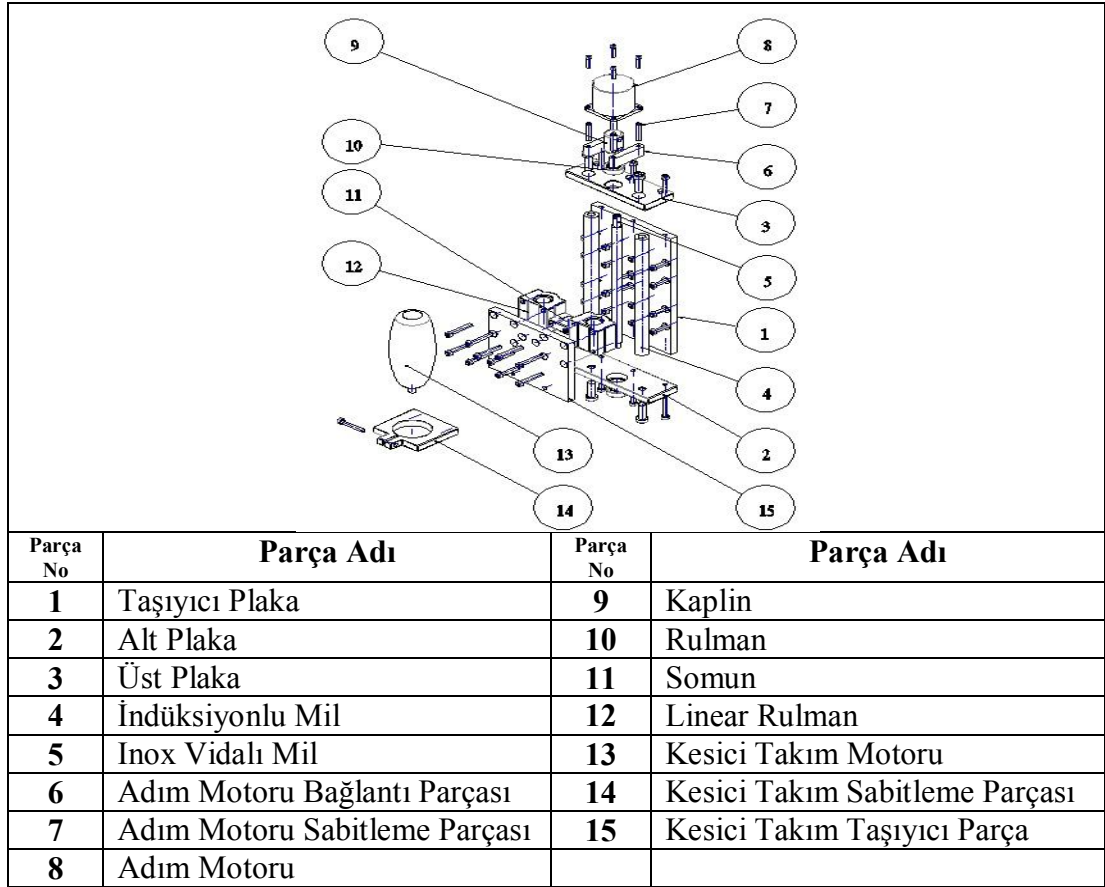 9
8
7
10
6
11
3
12
5
1
4
13
2
14
15
Parça No Parça Adı Parça No Parça Adı
1 Taşıyıcı Plaka 9 Kaplin
2 Alt Plaka 10 Rulman
3 Üst Plaka 11 Somun
4 İndüksiyonlu Mil 12 Linear Rulman
5 Inox Vidalı Mil 13 Kesici Takım Motoru
6 Adım Motoru Bağlantı Parçası 14 Kesici Takım Sabitleme Parçası
7 Adım Motoru Sabitleme Parçası 15 Kesici Takım Taşıyıcı Parça
8 Adım Motoru